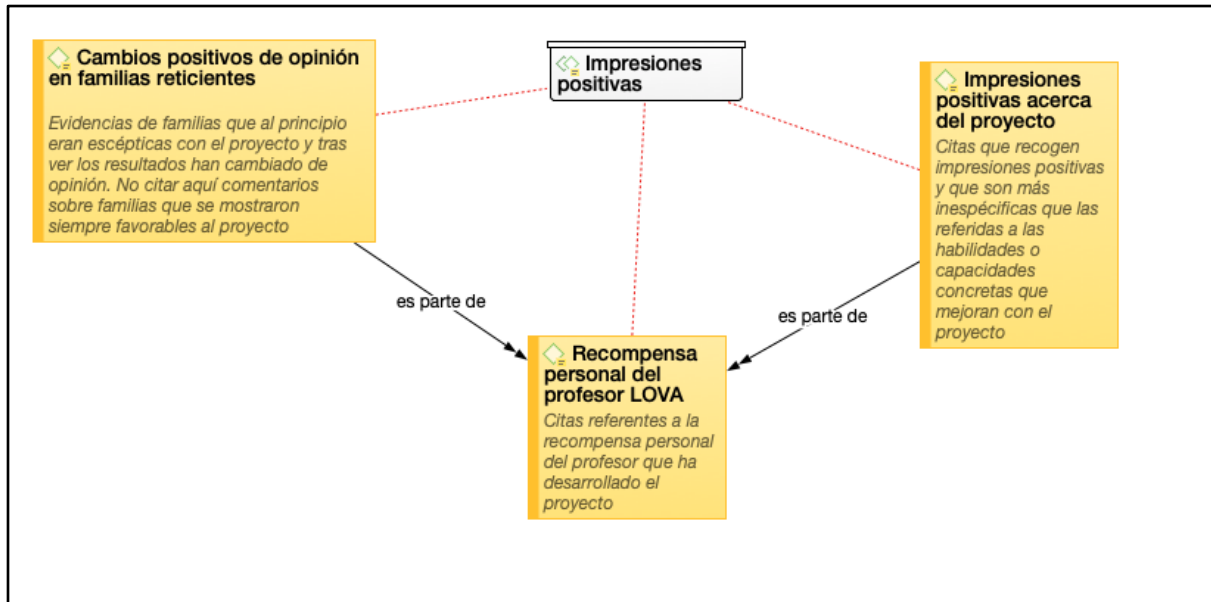 Cambios positivos de opinión
en familias reticientes
Evidencias de familias que al principio
eran escépticas con el proyecto y tras
ver los resultados han cambiado de
opinión. No citar aquí comentarios
sobre familias que se mostraron
siempre favorables al proyecto
Impresiones
positivas
Impresiones
positivas acerca
del proyecto
Citas que recogen
impresiones positivas
y que son más
inespécificas que las
referidas a las
habilidades o
capacidades
concretas que
mejoran con el
proyecto
es parte de
es parte de
Recompensa
personal del
profesor LOVA
Citas referentes a la
recompensa personal
del profesor que ha
desarrollado el
proyecto